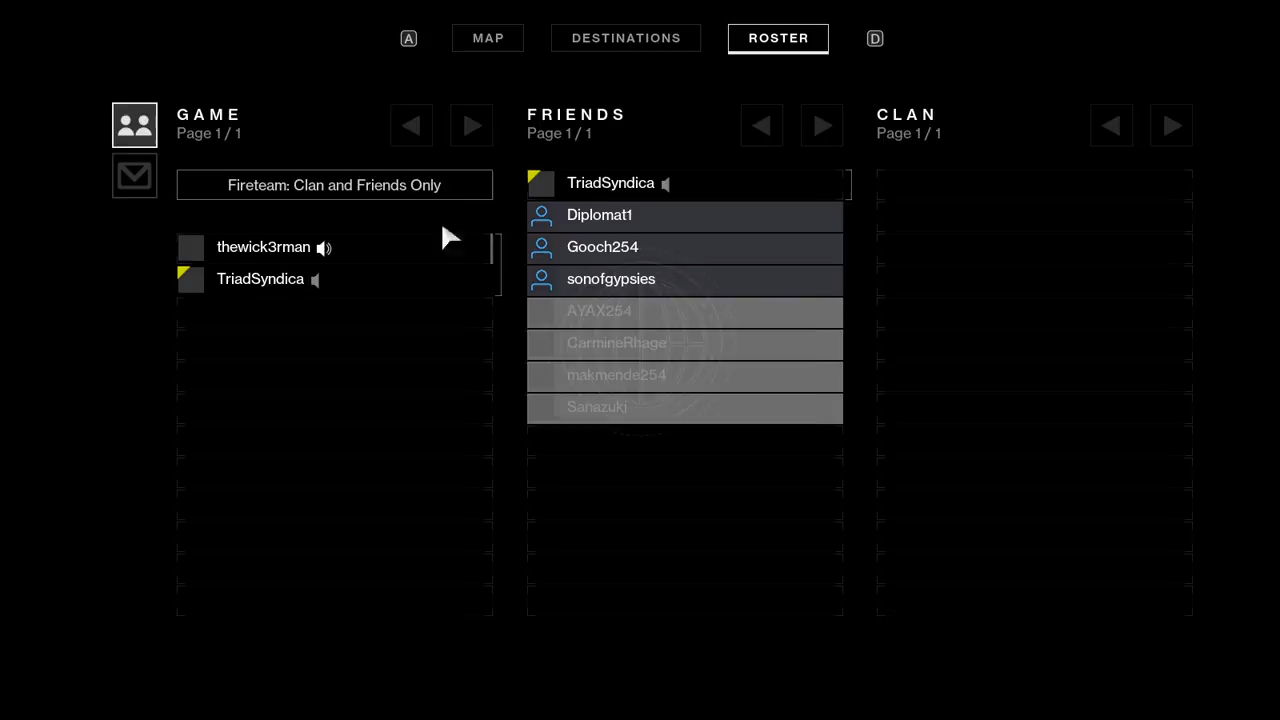 A
MAP
DESTINATIONS
ROSTER
D
GAME
Page 1 / 1
Fireteam: Clan and Friends Only
thewick3rman
TriadSyndica
FRIENDS
Page 1 / 1
TriadSyndica
Diplomat1
Gooch254
sonofgypsies
AYAX254
CarmineRhage
makmende254
Sanazuki
CLAN
Page 1 / 1